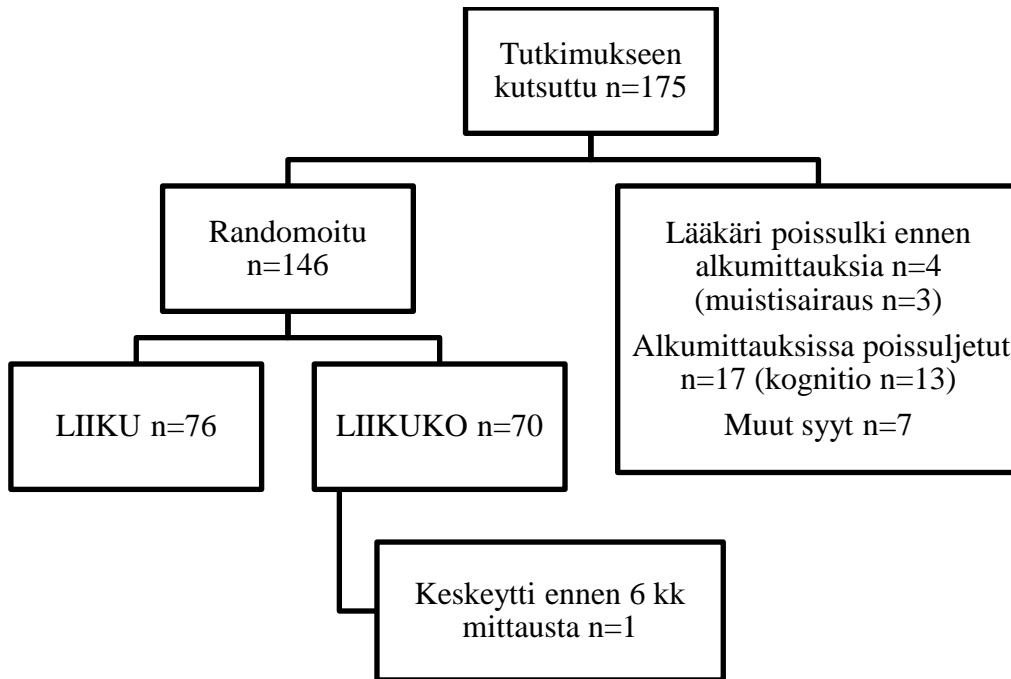 Tutkimukseen
kutsuttu n=175
Randomoitu
n=146
Lääkäri poissulki ennen
alkumittauksia n=4
(muistisairaus n=3)
Alkumittauksissa poissuljetut
n=17 (kognitio n=13)
Muut syyt n=7
LIIKU n=76
LIIKUKO n=70
Keskeytti ennen 6 kk
mittausta n=1